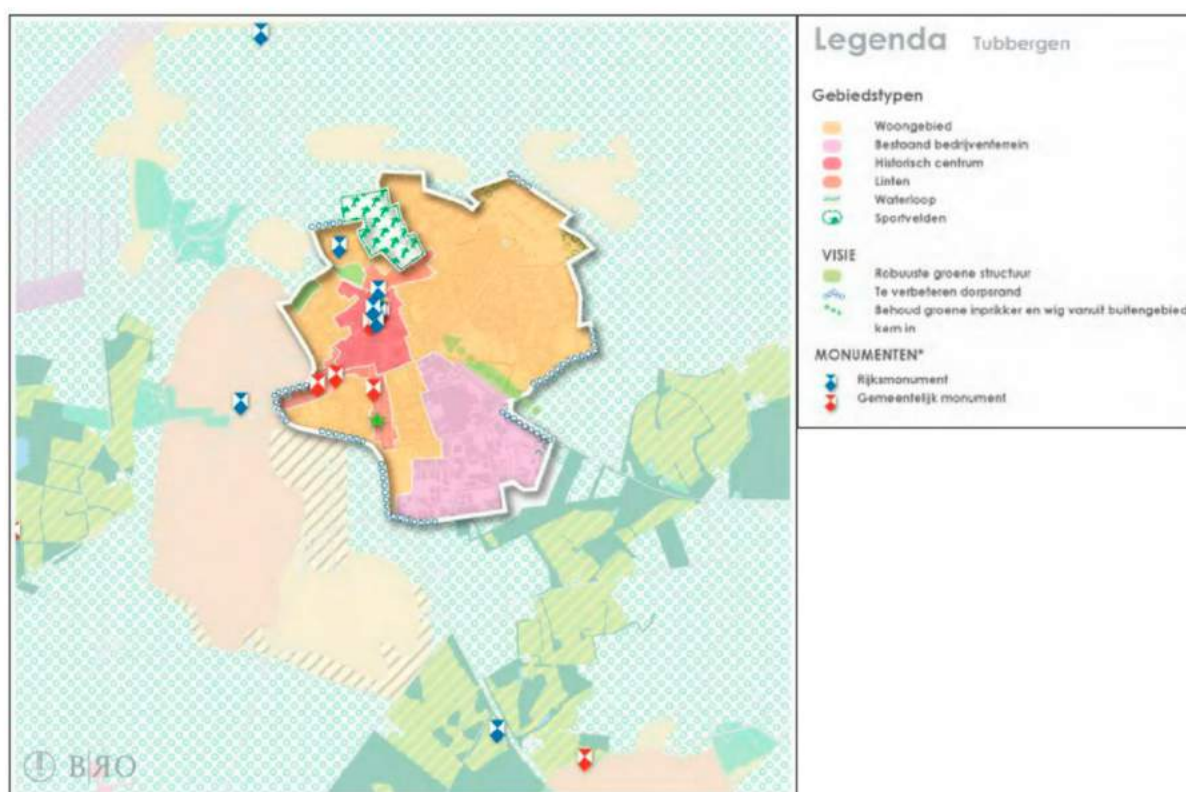 Legenda Tubbergen
Gebiedstypen
Woongebied
Bestaand bedrijventerrein
Historisch centrum
Linten
Waterloop
Sportvelden
VISIE
Robuuste groene structuur
Te verbeteren dorpsrand
Behoud groene inprikker en wig vanuit buitengebied
kern in
MONUMENTEN*
Rijksmonument
Gemeentelijk monument
BRO